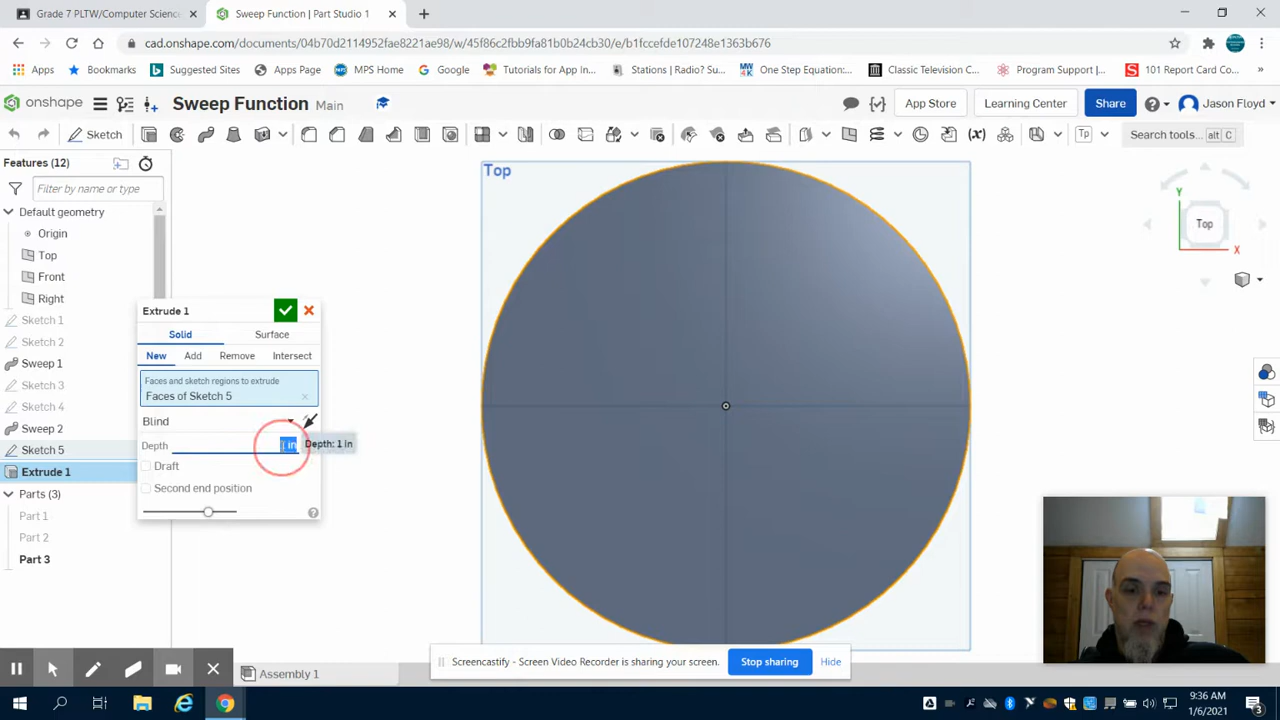 Grade 7 PLTW/Computer Science
Sweep Function | Part Studio 1
cad.onshape.com/documents/04b70d2114952fae8221ae98/w/45f86c2fbb9fa81b0b24cb30/e/b1fccefde107248e1363b676
Apps Bookmarks Suggested Sites Apps Page MPS Home Google Tutorials for App In... Stations | Radio? Su... One Step Equation:... Classic Television C... Program Support |... 101 Report Card Co... »
onshape Sweep Function Main App Store Learning Center Share Jason Floyd
Sketch Tp Search tools... alt C
Features (12)
Filter by name or type
Default geometry
Origin
Top
Front
Right
Sketch 1
Sketch 2
Sweep 1
Sketch 3
Sketch 4
Sweep 2
Sketch 5
Extrude 1
Parts (3)
Part 1
Part 2
Part 3
Extrude 1
Solid Surface
New Add Remove Intersect
Faces and sketch regions to extrude
Faces of Sketch 5
Blind
Depth 1 in
Depth: 1 in
Draft
Second end position
Top
Y
Top
X
Screencastify - Screen Video Recorder is sharing your screen. Stop sharing Hide
Assembly 1
9:36 AM
1/6/2021
3